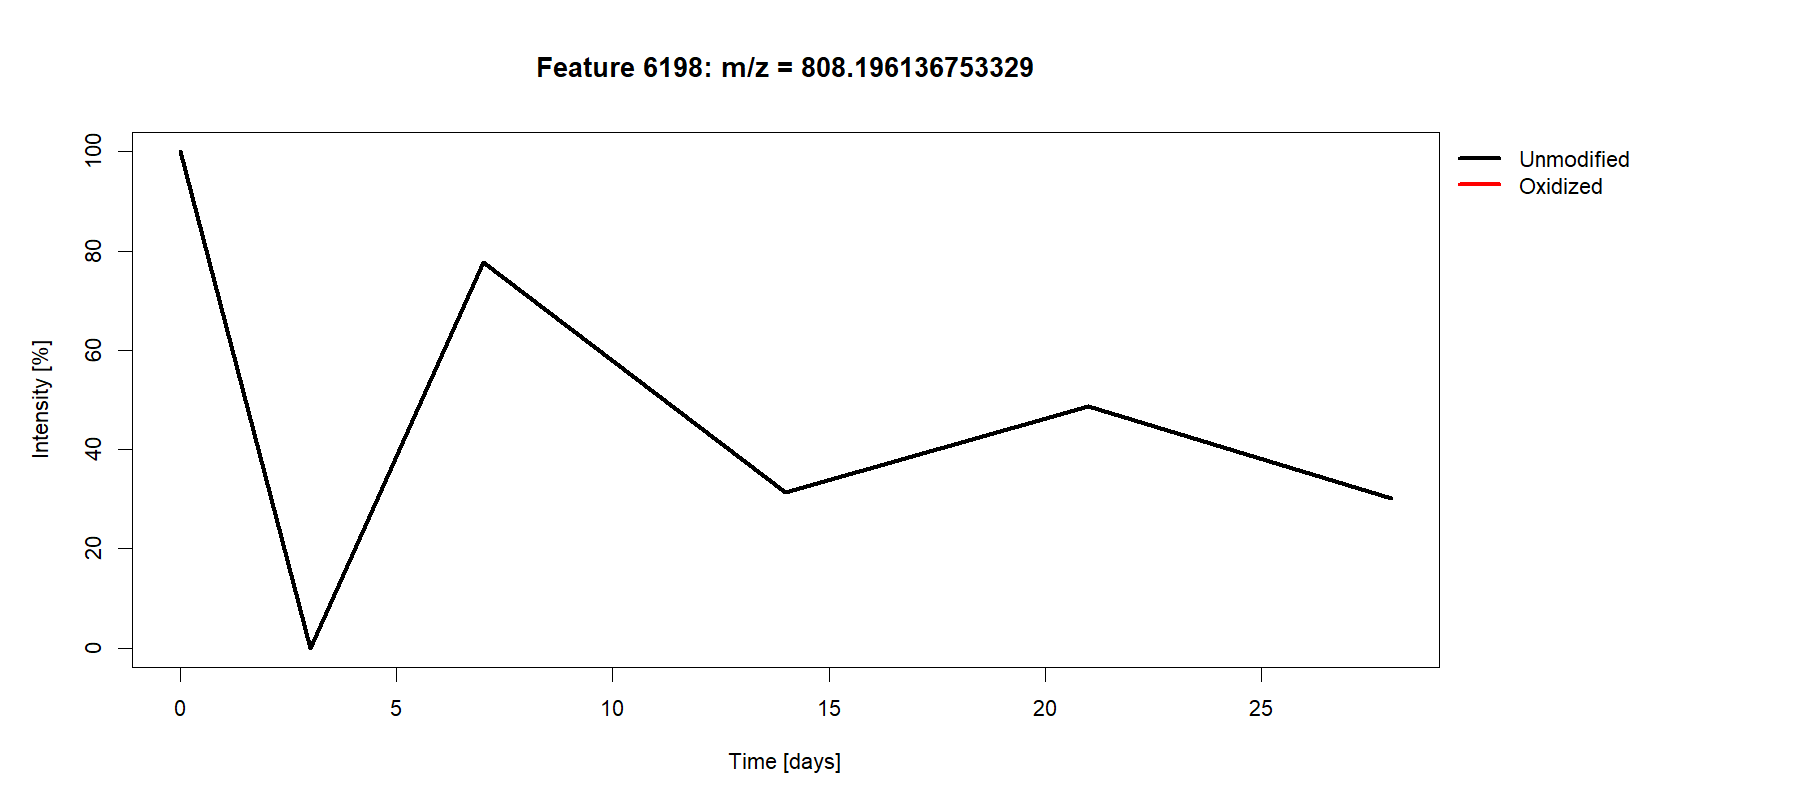 Feature 6198: m/z = 808.196136753329
Unmodified
Oxidized
Intensity [%]
100
80
60
40
20
0
0 5 10 15 20 25
Time [days]